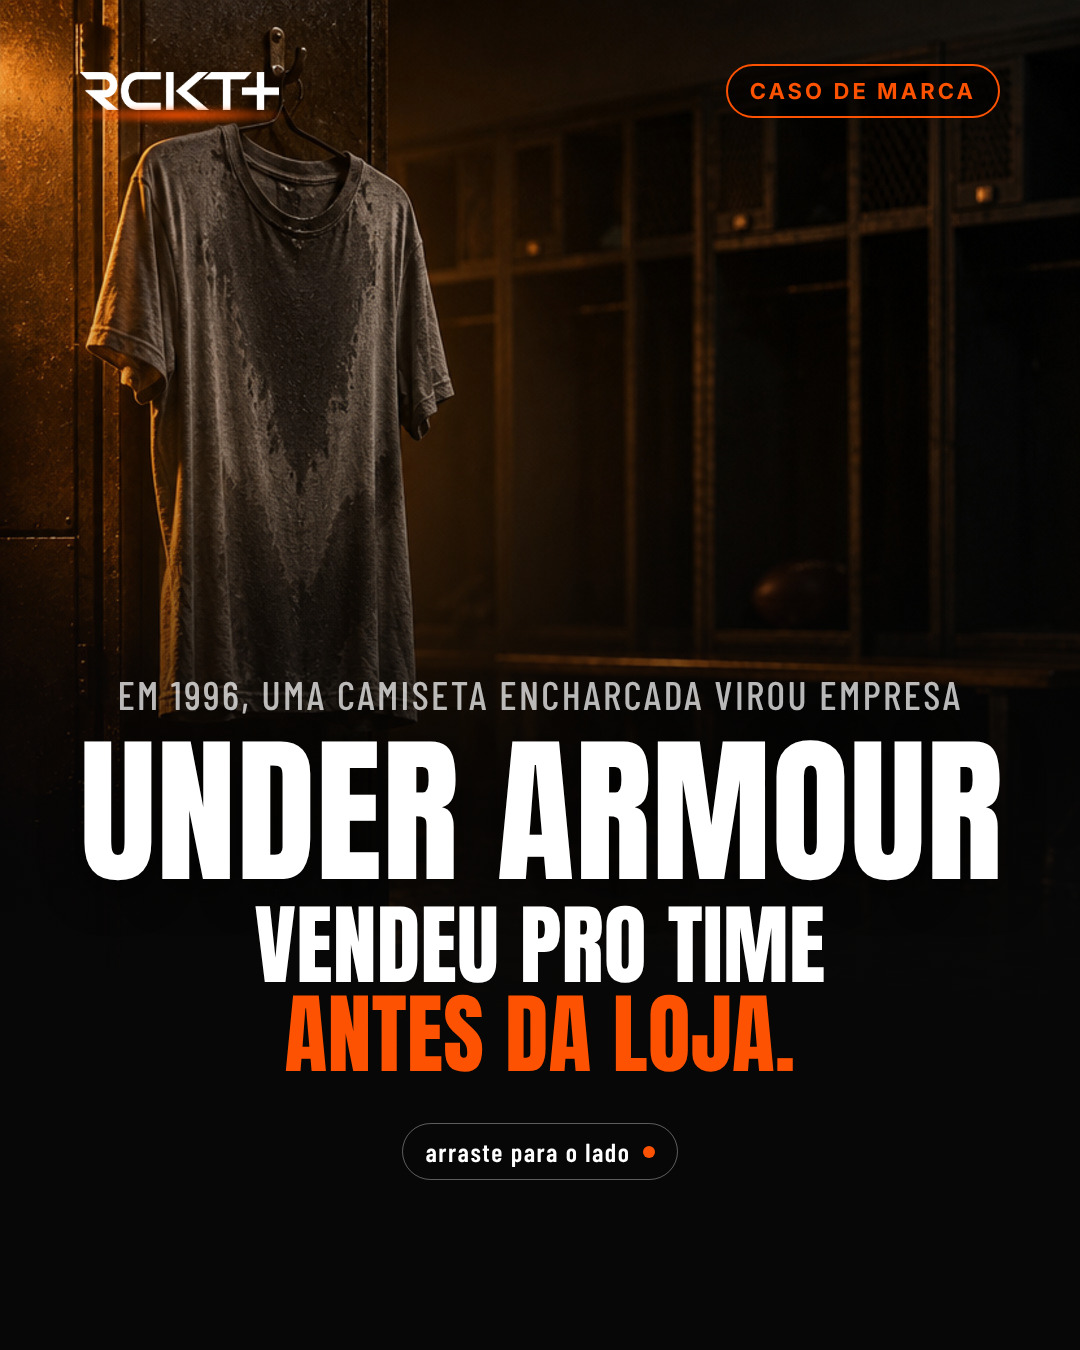 RCKT+
CASO DE MARCA
EM 1996, UMA CAMISETA ENCHARCADA VIROU EMPRESA
UNDER ARMOUR
VENDEU PRO TIME
ANTES DA LOJA.
arraste para o lado